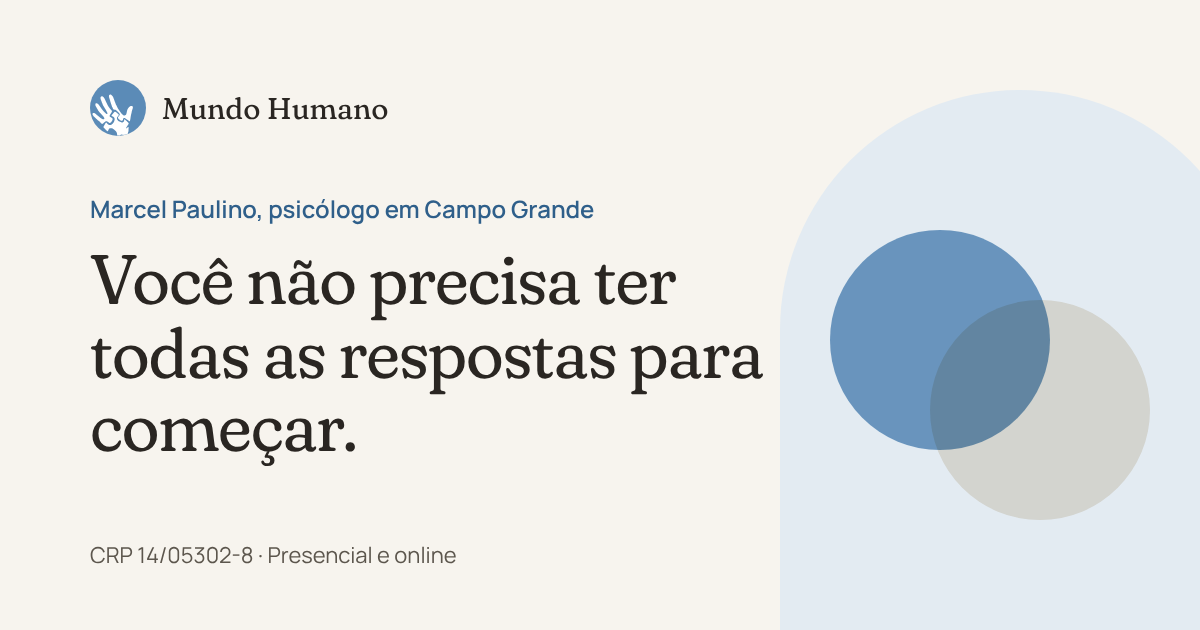 Mundo Humano
Marcel Paulino, psicólogo em Campo Grande
Você não precisa ter
todas as respostas para
começar.
CRP 14/05302-8 · Presencial e online